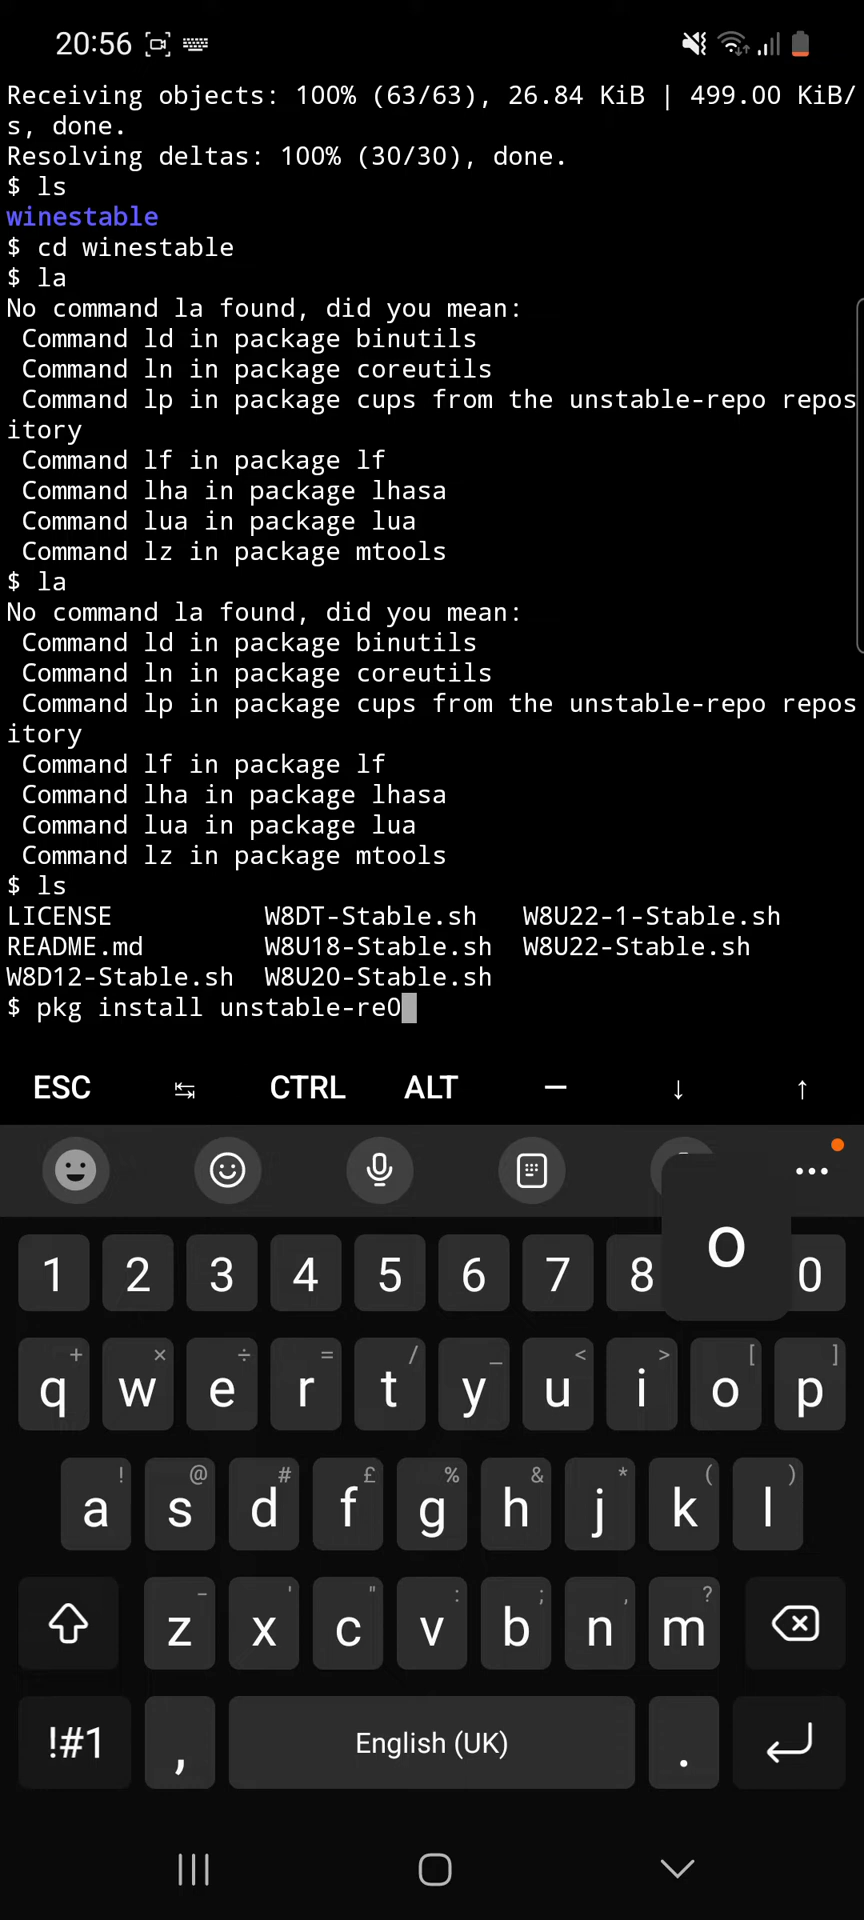 20:56
Receiving objects: 100% (63/63), 26.84 KiB | 499.00 KiB/
s, done.
Resolving deltas: 100% (30/30), done.
$ ls
winestable
$ cd winestable
$ la
No command la found, did you mean:
 Command ld in package binutils
 Command ln in package coreutils
 Command lp in package cups from the unstable-repo repos
itory
 Command lf in package lf
 Command lha in package lhasa
 Command lua in package lua
 Command lz in package mtools
$ la
No command la found, did you mean:
 Command ld in package binutils
 Command ln in package coreutils
 Command lp in package cups from the unstable-repo repos
itory
 Command lf in package lf
 Command lha in package lhasa
 Command lua in package lua
 Command lz in package mtools
$ ls
LICENSE W8DT-Stable.sh W8U22-1-Stable.sh
README.md W8U18-Stable.sh W8U22-Stable.sh
W8D12-Stable.sh W8U20-Stable.sh
$ pkg install unstable-re0
ESC ↹ CTRL ALT — ↓ ↑
o
1 2 3 4 5 6 7 8 0
+ × ÷ = / _ < > [ ]
q w e r t y u i o p
! @ # £ % & * ( )
a s d f g h j k l
- ' " : ; , ?
z x c v b n m
!#1 , English (UK) .